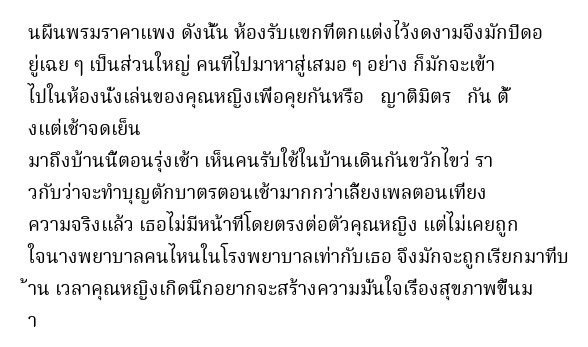 นผืนพรมราคาแพง ดังนั้น ห้องรับแขกที่ตกแต่งไว้งดงามจึงมักปิดอ
ยู่เฉย ๆ เป็นส่วนใหญ่ คนที่ไปมาหาสู่เสมอ ๆ อย่าง ก็มักจะเข้า
ไปในห้องนั่งเล่นของคุณหญิงเพื่อคุยกันหรือ  ญาติมิตร  กัน ตั้
งแต่เช้าจดเย็น
มาถึงบ้านนี้ตอนรุ่งเช้า เห็นคนรับใช้ในบ้านเดินกันขวักไขว่ รา
วกับว่าจะทำบุญตักบาตรตอนเช้ามากกว่าเลี้ยงเพลตอนเที่ยง
ความจริงแล้ว เธอไม่มีหน้าที่โดยตรงต่อตัวคุณหญิง แต่ไม่เคยถูก
ใจนางพยาบาลคนไหนในโรงพยาบาลเท่ากับเธอ จึงมักจะถูกเรียกมาที่บ
้าน เวลาคุณหญิงเกิดนึกอยากจะสร้างความมั่นใจเรื่องสุขภาพขึ้นม
า